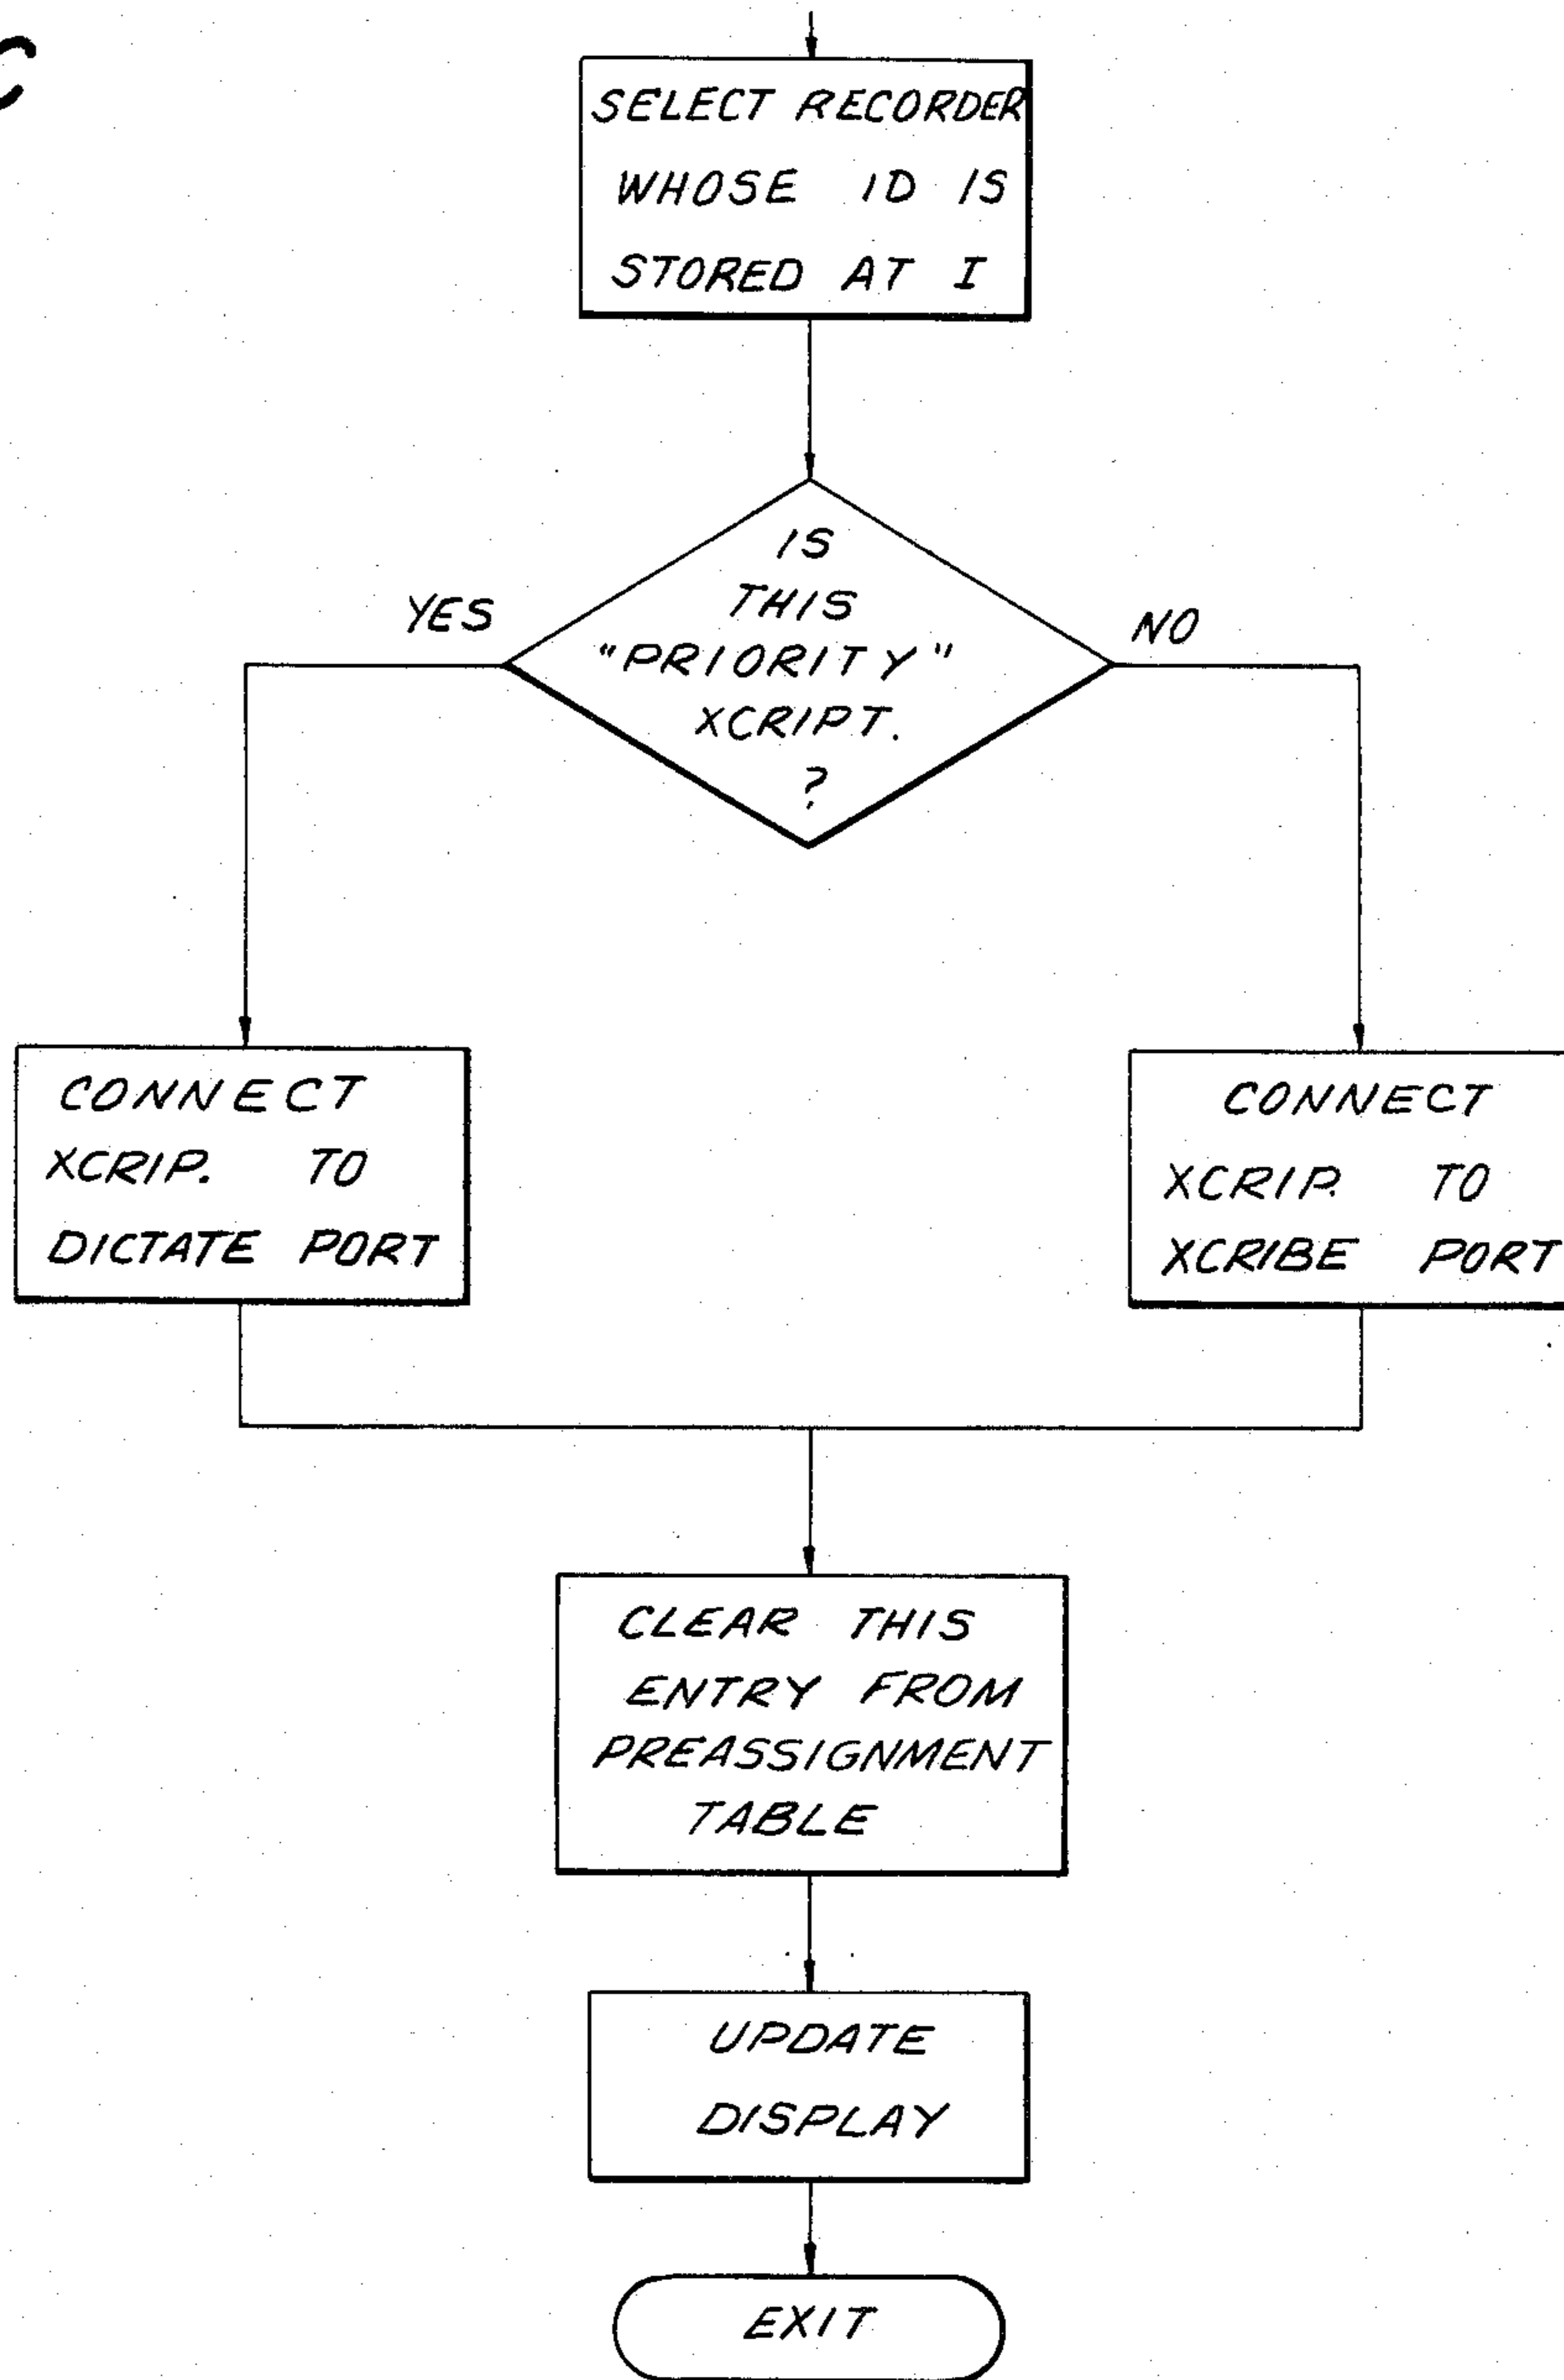 C
SELECT RECORDER
WHOSE ID IS
STORED AT I
IS
THIS
"PRIORITY"
XCRIPT.
?
YES
NO
CONNECT
XCRIP. TO
DICTATE PORT
CONNECT
XCRIP. TO
XCRIBE PORT
CLEAR THIS
ENTRY FROM
PREASSIGNMENT
TABLE
UPDATE
DISPLAY
EXIT